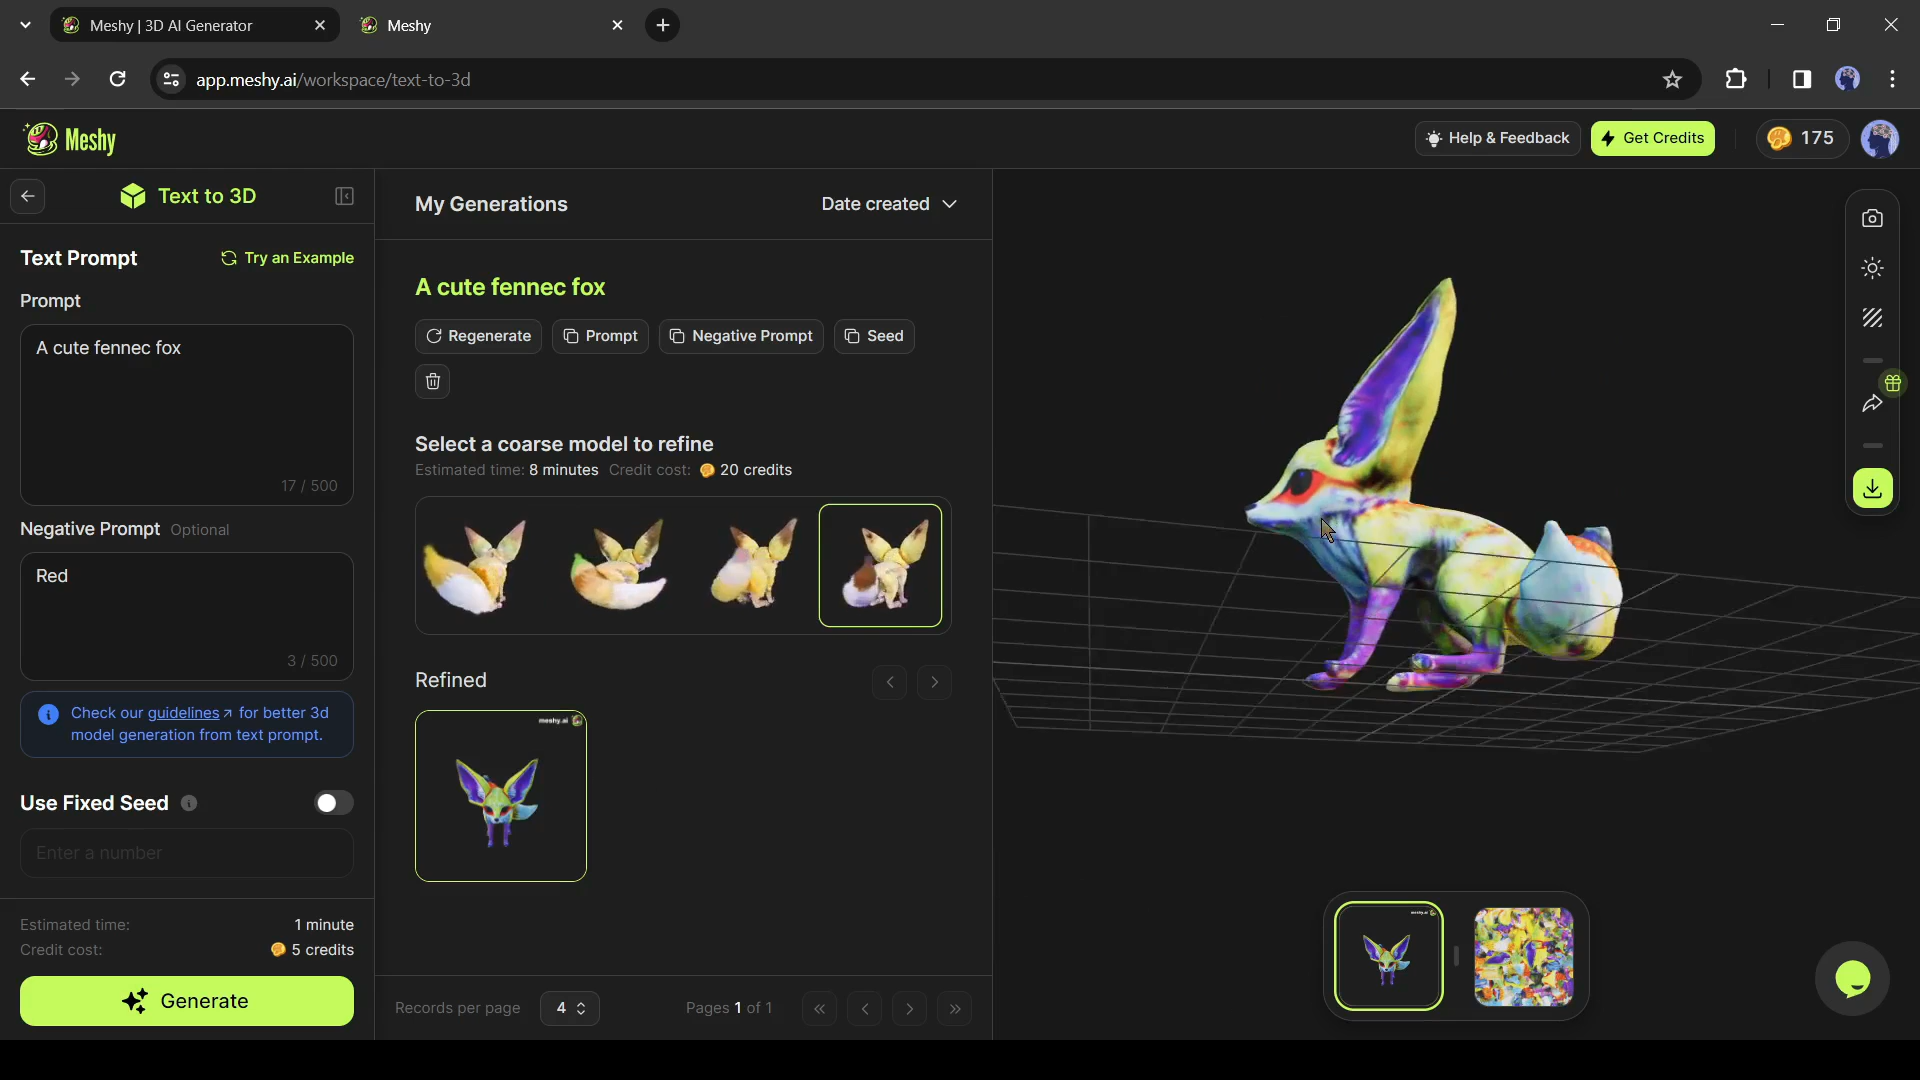 Meshy | 3D AI Generator
Meshy
app.meshy.ai/workspace/text-to-3d
Meshy
Help & Feedback
Get Credits
175
Text to 3D
My Generations
Date created
Text Prompt
Try an Example
Prompt
A cute fennec fox
17 / 500
Negative Prompt Optional
Red
3 / 500
Check our guidelines ↗ for better 3d
model generation from text prompt.
Use Fixed Seed
Enter a number
Estimated time: 1 minute
Credit cost: 5 credits
Generate
A cute fennec fox
Regenerate
Prompt
Negative Prompt
Seed
Select a coarse model to refine
Estimated time: 8 minutes Credit cost: 20 credits
Refined
meshy.ai
Records per page 4
Pages 1 of 1
meshy.ai